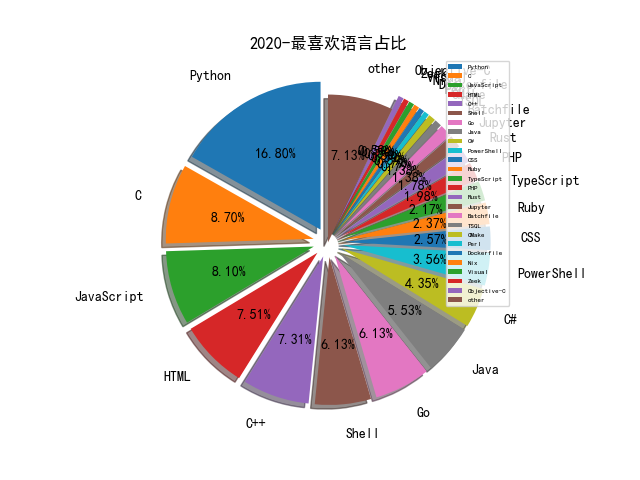 2020-最喜欢语言占比
Python
C
JavaScript
HTML
C++
Shell
Go
Java
C#
PowerShell
CSS
Ruby
TypeScript
PHP
Rust
Jupyter
other
16.80%
8.70%
8.10%
7.51%
7.31%
6.13%
6.13%
5.53%
4.35%
3.56%
2.57%
2.37%
2.17%
1.98%
1.78%
1.38%
7.13%
Python
C
JavaScript
HTML
C++
Shell
Go
Java
C#
PowerShell
CSS
Ruby
TypeScript
PHP
Rust
Jupyter
Batchfile
TSQL
Perl
Dockerfile
Nix
Visual
Zeek
Objective-C
other